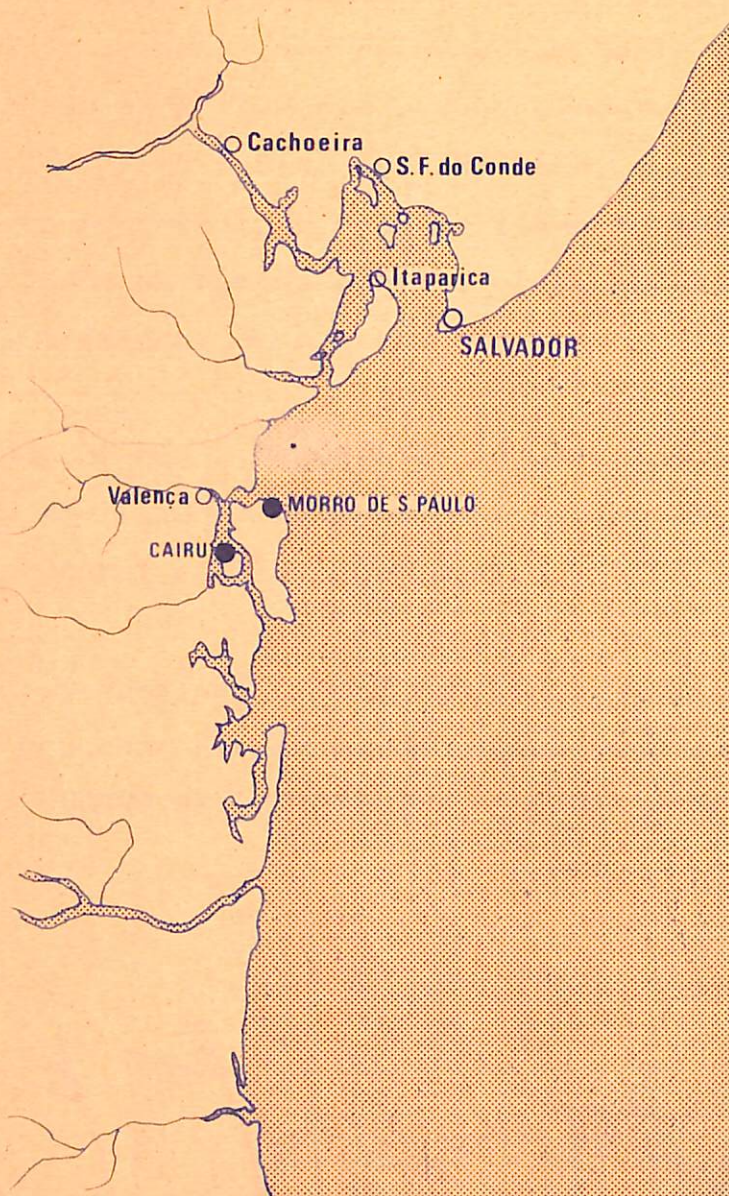 Cachoeira
S.F. do Conde
Itaparica
SALVADOR
Valença
MORRO DE S. PAULO
CAIRU